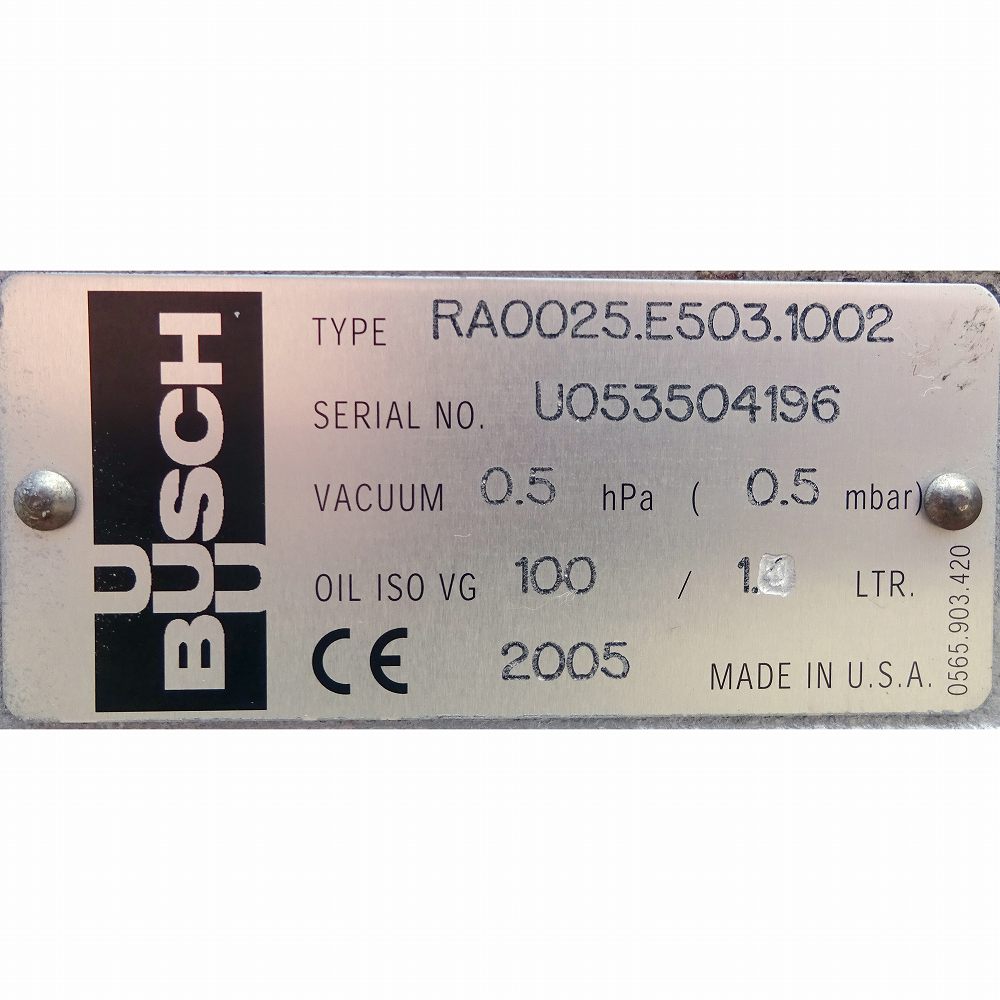 BUSCH
TYPE RA0025.E503.1002
SERIAL NO. U053504196
VACUUM 0.5 hPa ( 0.5 mbar)
OIL ISO VG 100 / LTR.
CE 2005 MADE IN U.S.A.
0565.903.420